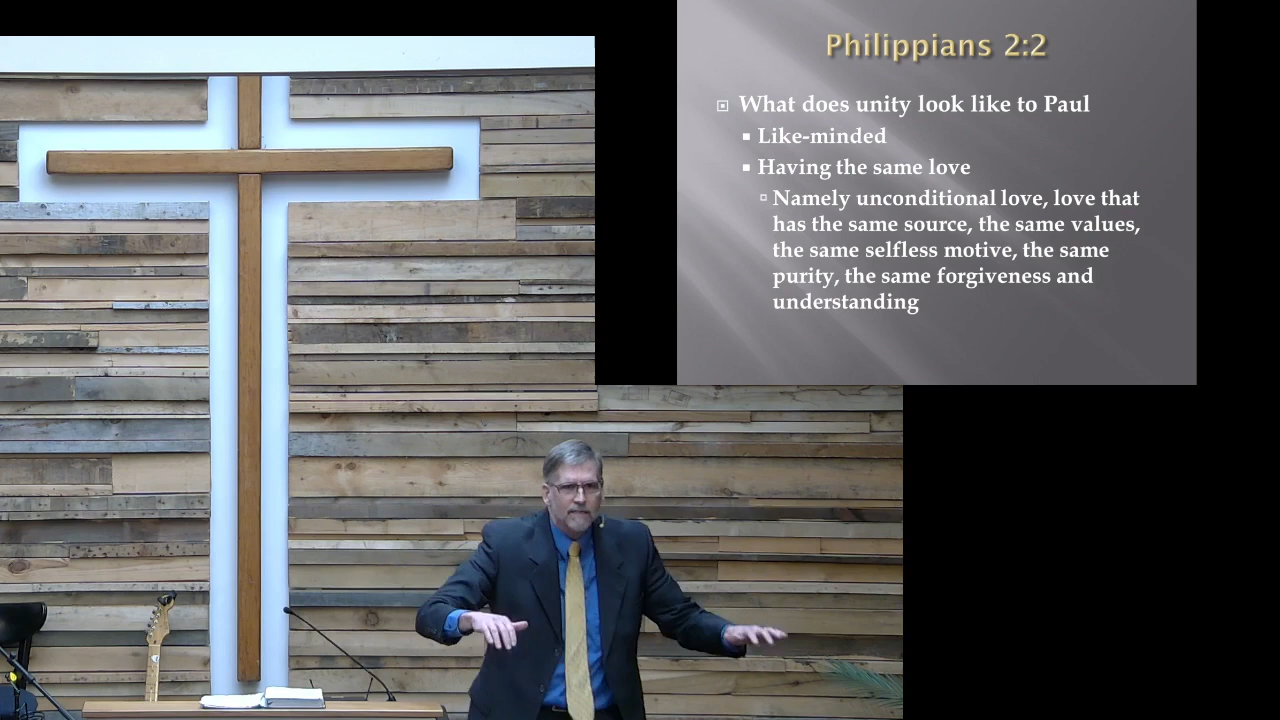 Philippians 2:2
What does unity look like to Paul
Like-minded
Having the same love
Namely unconditional love, love that
has the same source, the same values,
the same selfless motive, the same
purity, the same forgiveness and
understanding